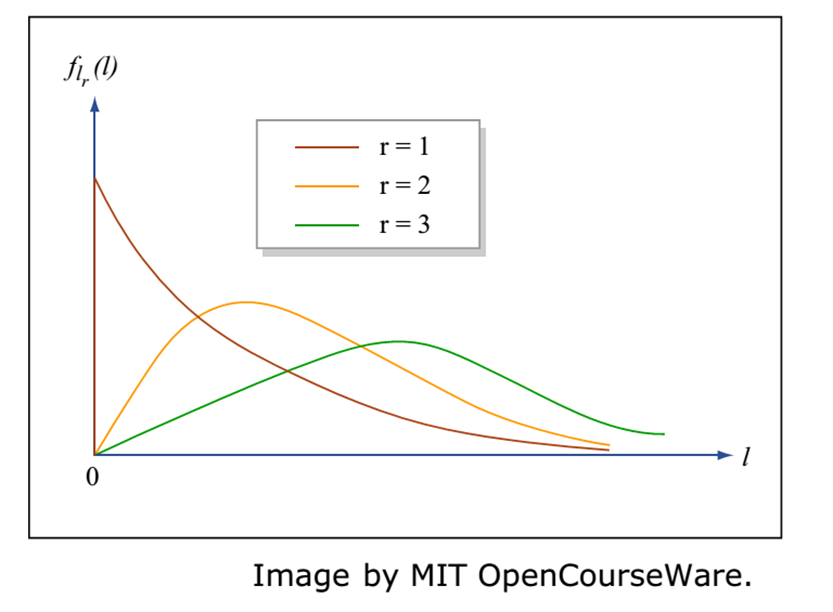 f_{l_r}(l)
r = 1
r = 2
r = 3
l
0
Image by MIT OpenCourseWare.